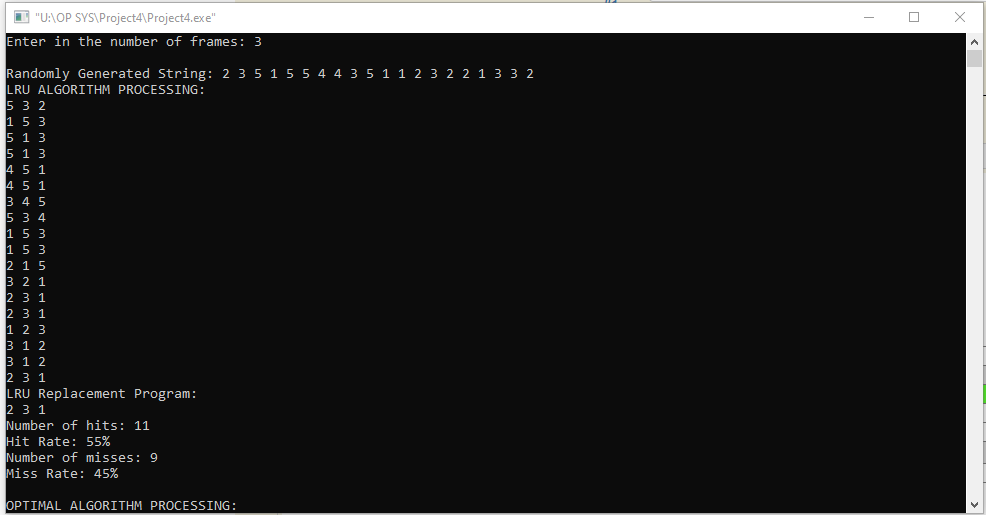 "U:\OP SYS\Project4\Project4.exe"
Enter in the number of frames: 3
Randomly Generated String: 2 3 5 1 5 5 4 4 3 5 1 1 2 3 2 2 1 3 3 2
LRU ALGORITHM PROCESSING:
5 3 2
1 5 3
5 1 3
5 1 3
4 5 1
4 5 1
3 4 5
5 3 4
1 5 3
1 5 3
2 1 5
3 2 1
2 3 1
2 3 1
1 2 3
3 1 2
3 1 2
2 3 1
LRU Replacement Program:
2 3 1
Number of hits: 11
Hit Rate: 55%
Number of misses: 9
Miss Rate: 45%
OPTIMAL ALGORITHM PROCESSING: